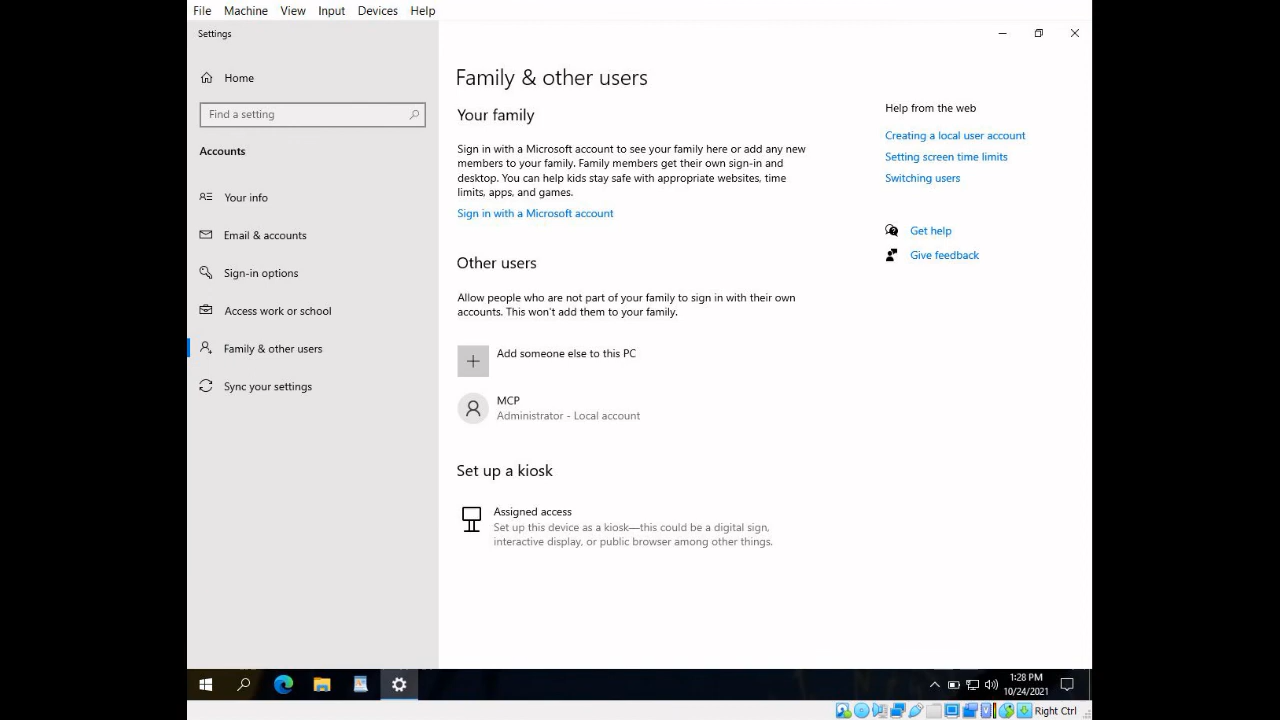 File Machine View Input Devices Help
Settings
Home
Find a setting
Accounts
Your info
Email & accounts
Sign-in options
Access work or school
Family & other users
Sync your settings
Family & other users
Your family
Sign in with a Microsoft account to see your family here or add any new
members to your family. Family members get their own sign-in and
desktop. You can help kids stay safe with appropriate websites, time
limits, apps, and games.
Sign in with a Microsoft account
Other users
Allow people who are not part of your family to sign in with their own
accounts. This won't add them to your family.
Add someone else to this PC
MCP
Administrator - Local account
Set up a kiosk
Assigned access
Set up this device as a kiosk—this could be a digital sign,
interactive display, or public browser among other things.
Help from the web
Creating a local user account
Setting screen time limits
Switching users
Get help
Give feedback
1:28 PM
10/24/2021
Right Ctrl